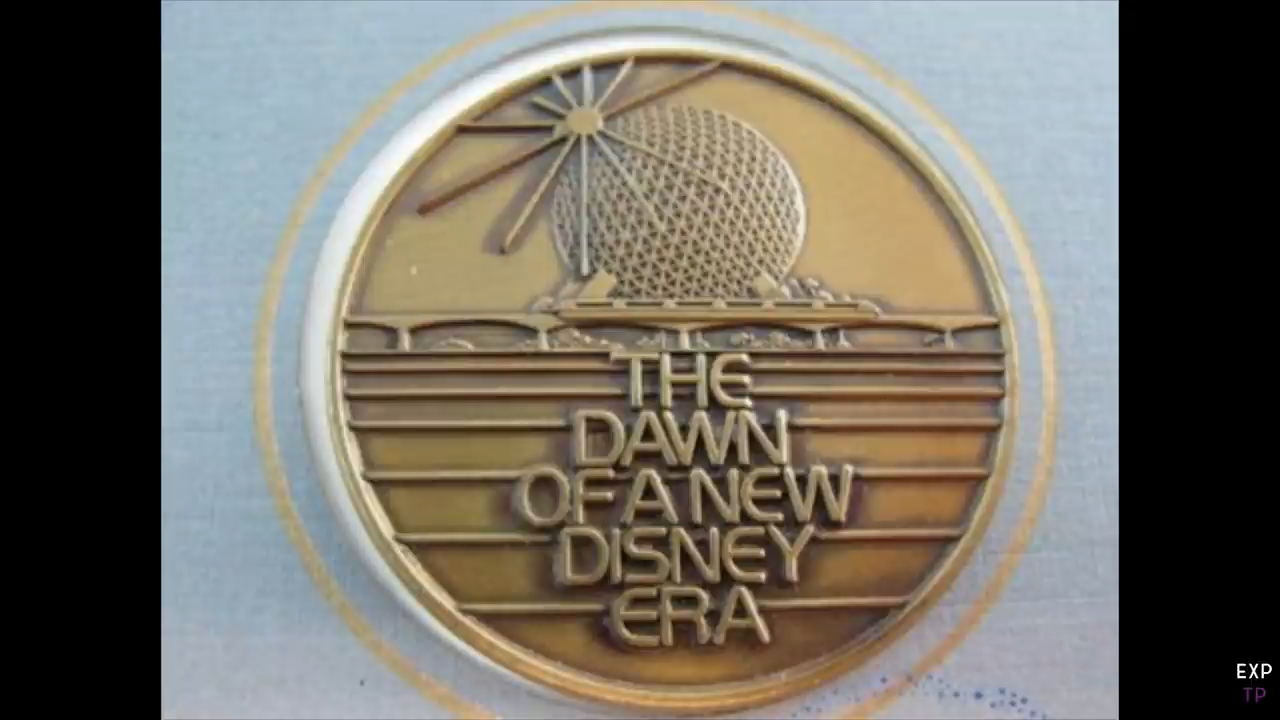 THE
DAWN
OF A NEW
DISNEY
ERA
EXP
TP